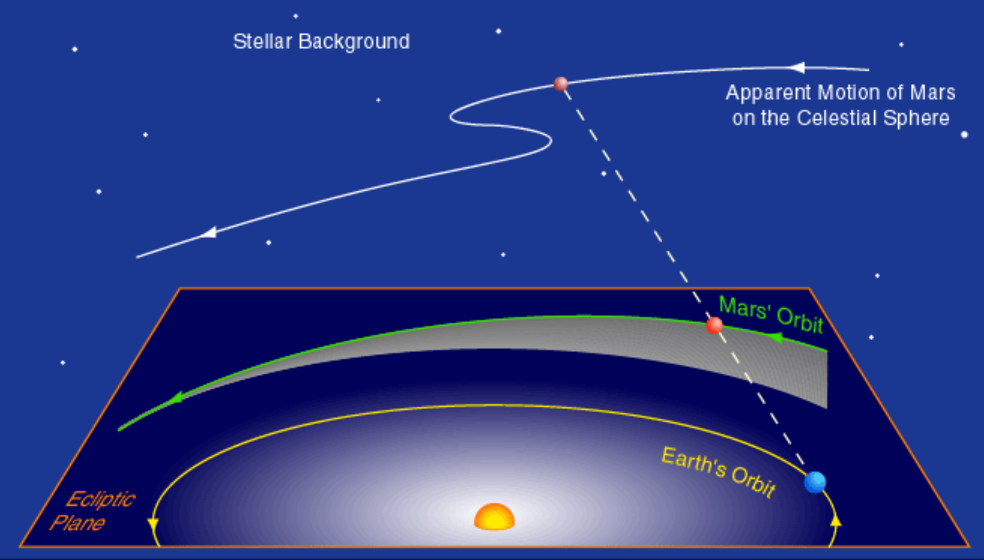 Stellar Background
Apparent Motion of Mars
on the Celestial Sphere
Mars' Orbit
Earth's Orbit
Ecliptic
Plane